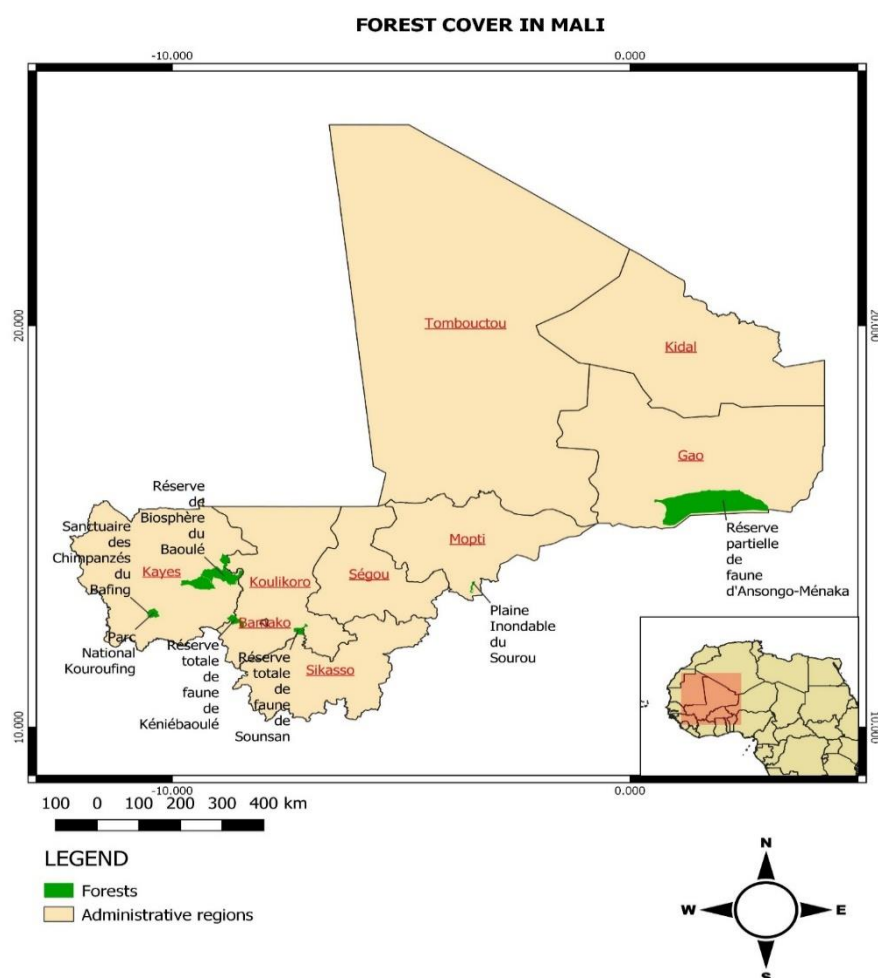 FOREST COVER IN MALI
-10.000
0.000
20.000
20.000
Tombouctou
Kidal
Gao
Réserve
de
Biosphère
du
Baoulé
Sanctuaire
des
Chimpanzés
du
Bafing
Kayes
Koulikoro
Ségou
Mopti
Réserve
partielle
de
faune
d'Ansongo-Ménaka
Plaine
Inondable
du
Sourou
Bamako
Parc
National
Kouroufing
Réserve
totale
de
faune
de
Kéniébaoulé
Réserve
totale
de
faune
de
Sounsan
Sikasso
10.000
10.000
-10.000
0.000
100 0 100 200 300 400 km
LEGEND
Forests
Administrative regions
N
W
E
S